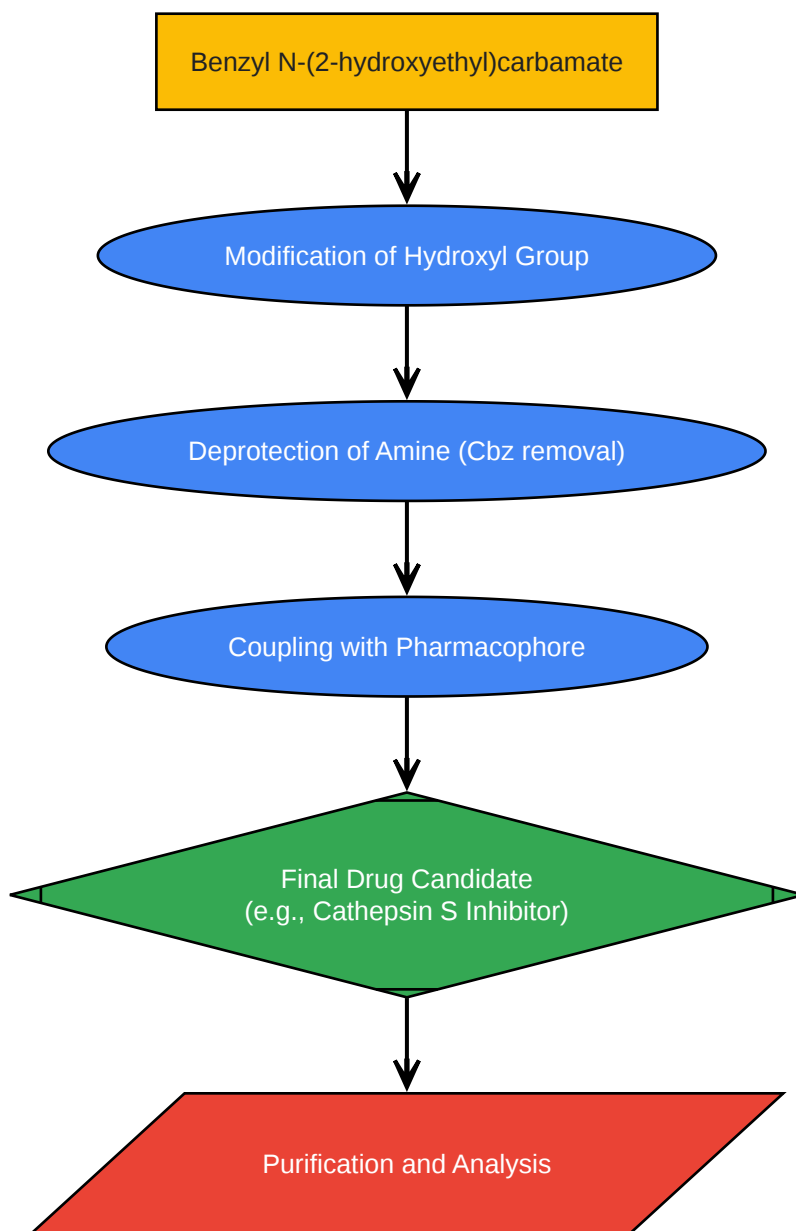 Benzyl N-(2-hydroxyethyl)carbamate
Modification of Hydroxyl Group
Deprotection of Amine (Cbz removal)
Coupling with Pharmacophore
Final Drug Candidate
(e.g., Cathepsin S Inhibitor)
Purification and Analysis